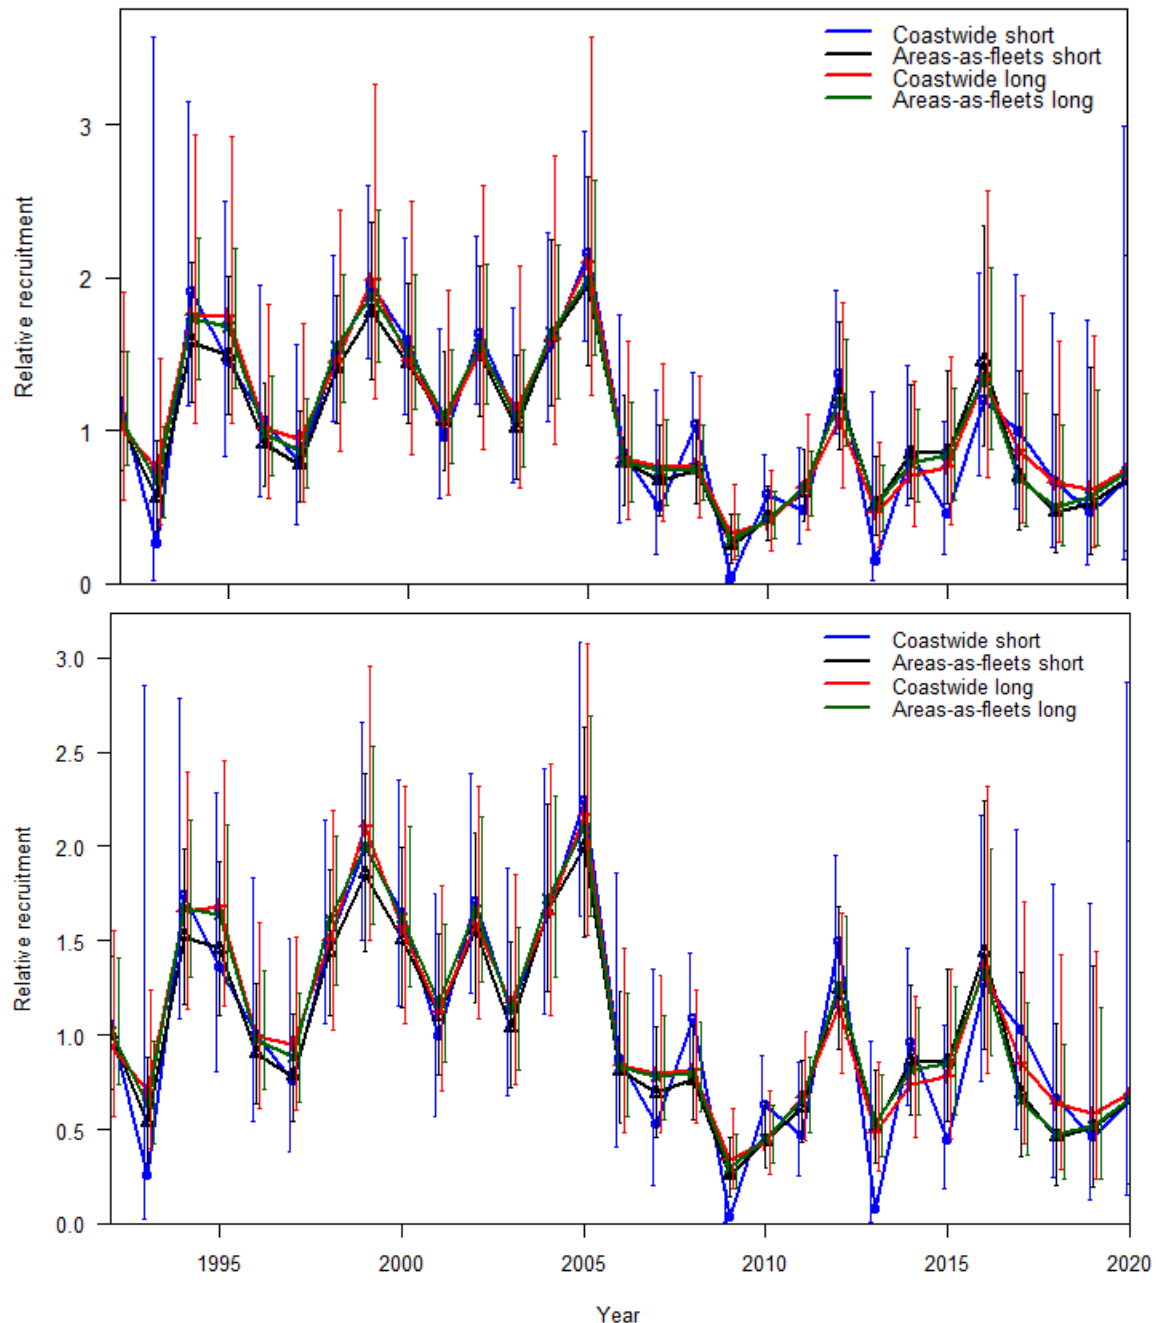 Coastwide short
Areas-as-fleets short
Coastwide long
Areas-as-fleets long
3
2
1
0
Relative recruitment
Coastwide short
Areas-as-fleets short
Coastwide long
Areas-as-fleets long
3.0
2.5
2.0
1.5
1.0
0.5
0.0
Relative recruitment
1995 2000 2005 2010 2015 2020
Year